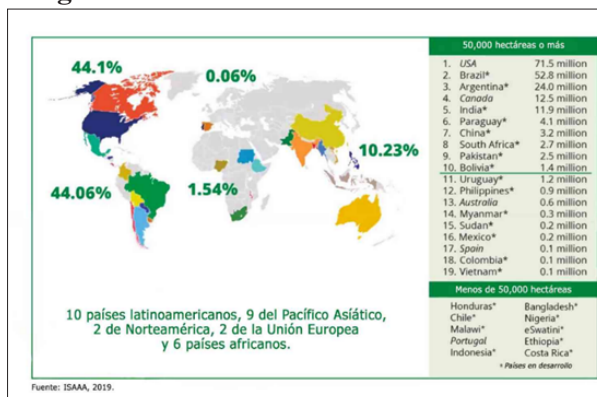 44.1%
0.06%
10.23%
44.06%
1.54%
10 países latinoamericanos, 9 del Pacífico Asíático,
2 de Norteamérica, 2 de la Unión Europea
y 6 países africanos.
50,000 hectáreas o más
1. USA 71.5 million
2. Brazil* 52.8 million
3. Argentina* 24.0 million
4. Canada 12.5 million
5. India* 11.9 million
6. Paraguay* 4.1 million
7. China* 3.2 million
8 South Africa* 2.7 million
9. Pakistan* 2.5 million
10. Bolivia* 1.4 million
11. Uruguay* 1.2 million
12. Philippines* 0.9 million
13. Australia 0.6 million
14. Myanmar* 0.3 million
15. Sudan* 0.2 million
16. Mexico* 0.2 million
17. Spain 0.1 million
18. Colombia* 0.1 million
19. Vietnam* 0.1 million
Menos de 50,000 hectáreas
Honduras* Bangladesh*
Chile* Nigeria*
Malawi* eSwatini*
Portugal Ethiopia*
Indonesia* Costa Rica*
* Países en desarrollo
Fuente: ISAAA, 2019.